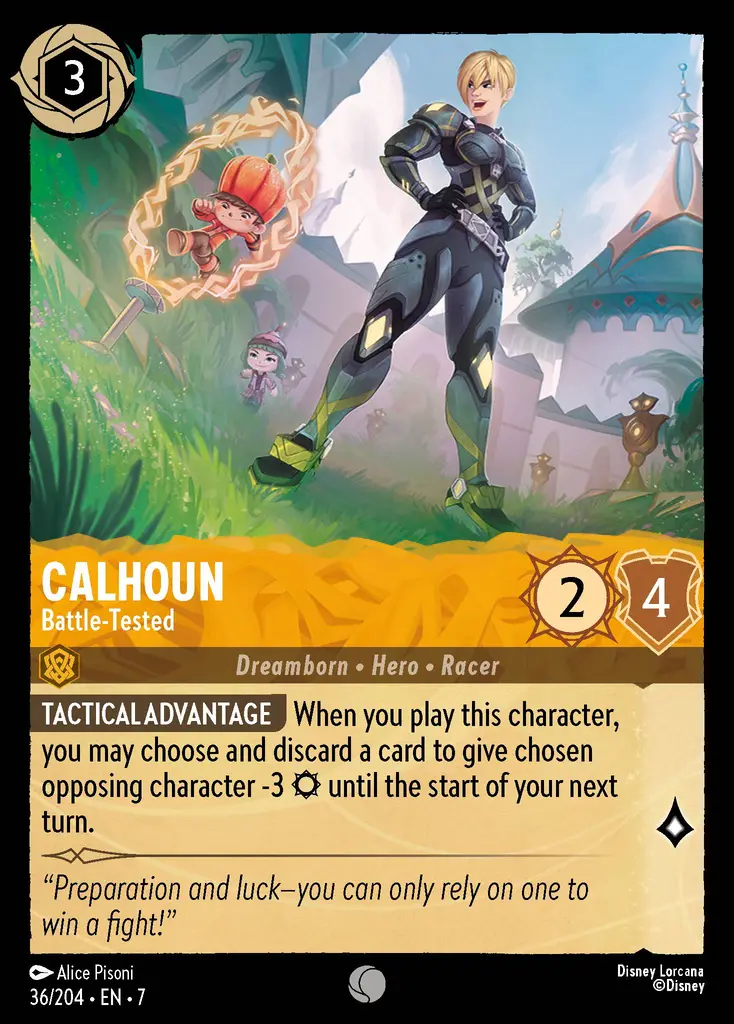 3
CALHOUN
Battle-Tested
2
4
Dreamborn • Hero • Racer
TACTICAL ADVANTAGE When you play this character,
you may choose and discard a card to give chosen
opposing character -3 until the start of your next
turn.
“Preparation and luck–you can only rely on one to
win a fight!”
Alice Pisoni
36/204 • EN • 7
Disney Lorcana
©Disney